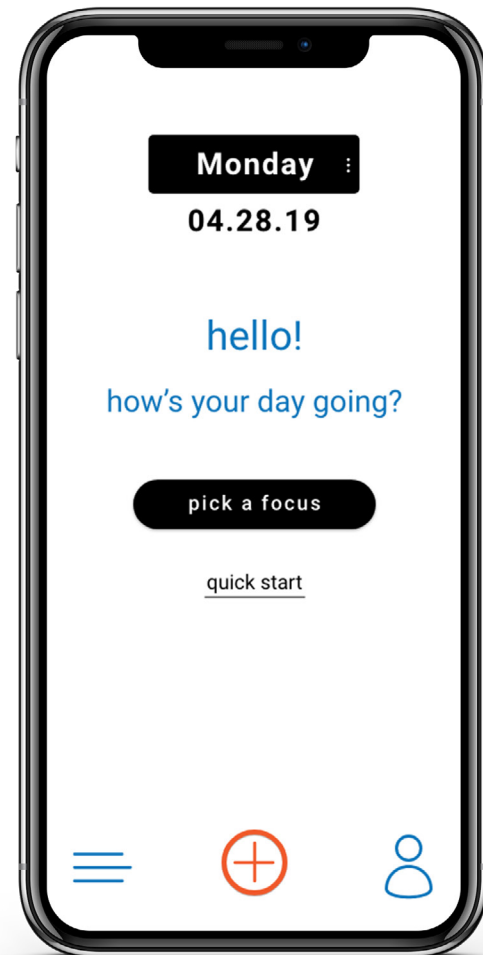 Monday
04.28.19
hello!
how's your day going?
pick a focus
quick start